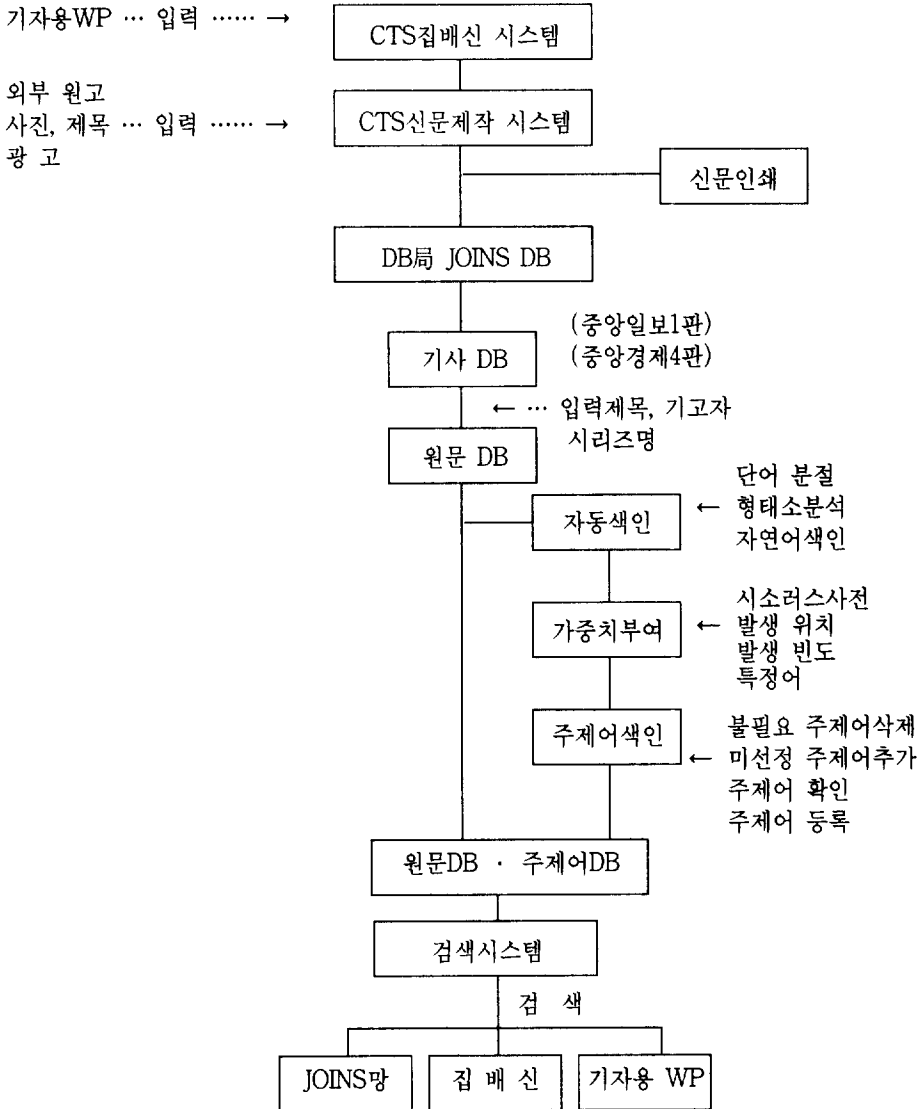 기자용WP … 입력 …… →
CTS집배신 시스템
외부 원고
사진, 제목 … 입력 …… →
광 고
CTS신문제작 시스템
신문인쇄
DB局 JOINS DB
기사 DB
(중앙일보1판)
(중앙경제4판)
← … 입력제목, 기고자
시리즈명
원문 DB
자동색인
단어 분절
← 형태소분석
자연어색인
가중치부여
시소러스사전
← 발생 위치
발생 빈도
특정어
주제어색인
불필요 주제어삭제
← 미선정 주제어추가
주제어 확인
주제어 등록
원문DB · 주제어DB
검색시스템
검 색
JOINS망
집 배 신
기자용 WP